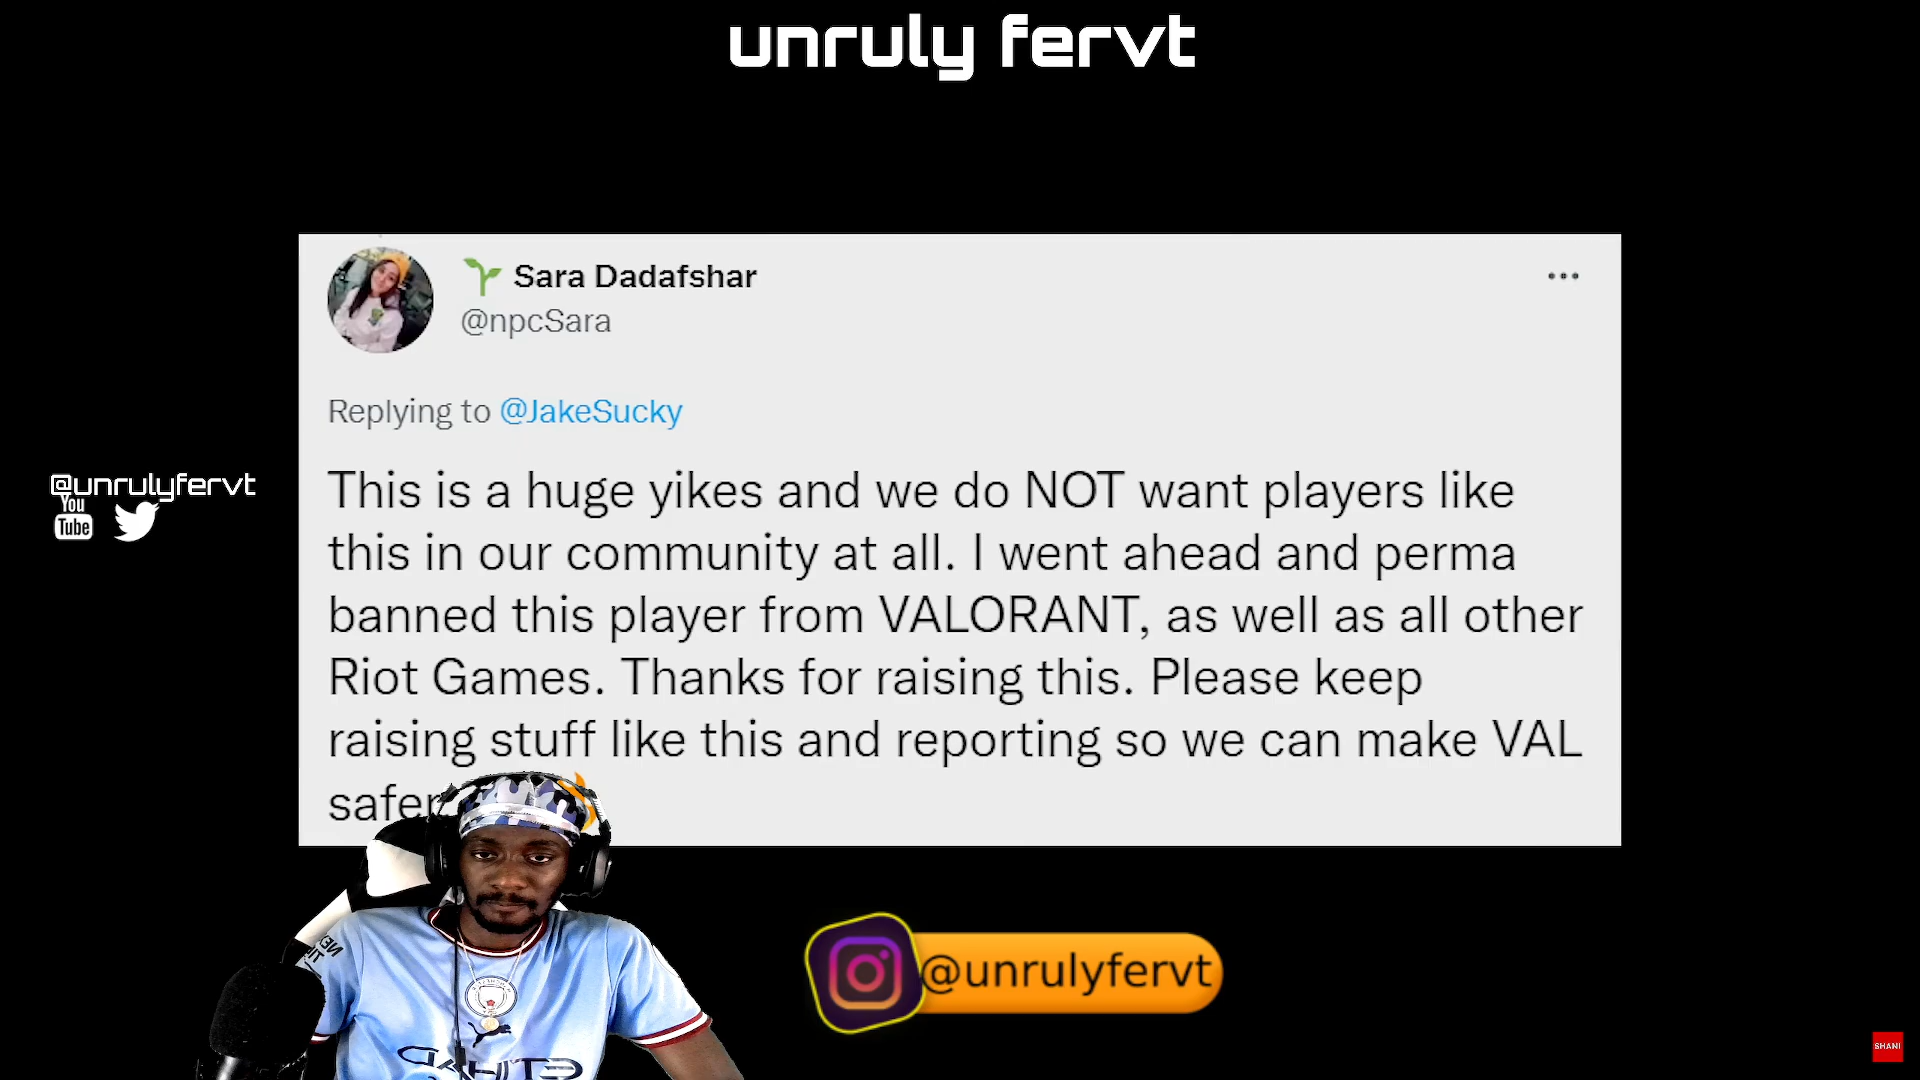 unruly fervt
Sara Dadafshar
@npcSara
Replying to @JakeSucky
This is a huge yikes and we do NOT want players like
this in our community at all. I went ahead and perma
banned this player from VALORANT, as well as all other
Riot Games. Thanks for raising this. Please keep
raising stuff like this and reporting so we can make VAL
safer
@unrulyfervt
You
Tube
@unrulyfervt
SHANI